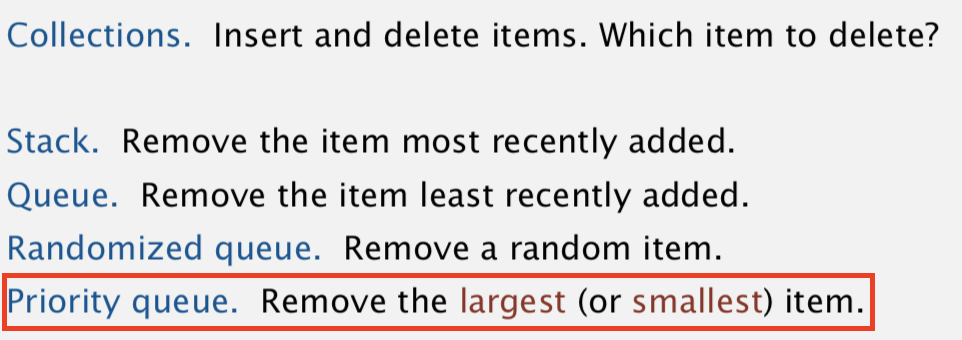 Collections. Insert and delete items. Which item to delete?
Stack. Remove the item most recently added.
Queue. Remove the item least recently added.
Randomized queue. Remove a random item.
Priority queue. Remove the largest (or smallest) item.